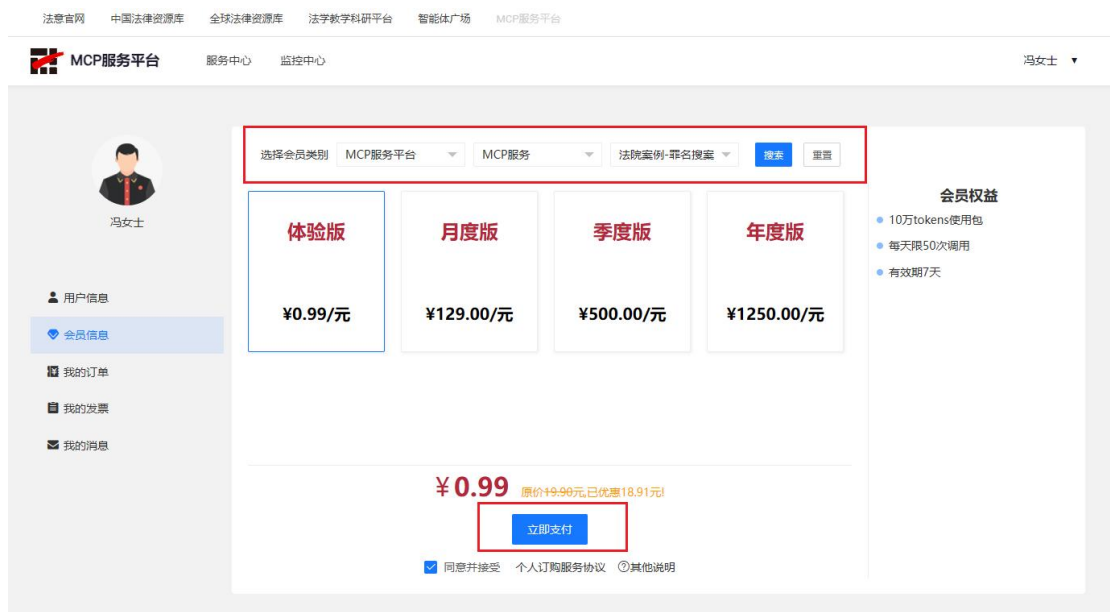 法意官网 中国法律资源库 全球法律资源库 法学教学科研平台 智能体广场 MCP服务平台
MCP服务平台 服务中心 监控中心 冯女士
选择会员类别 MCP服务平台 MCP服务 法院案例-罪名搜案 搜索 重置
冯女士
用户信息
会员信息
我的订单
我的发票
我的消息
体验版 月度版 季度版 年度版
¥0.99/元 ¥129.00/元 ¥500.00/元 ¥1250.00/元
会员权益
10万tokens使用包
每天限50次调用
有效期7天
¥0.99 原价19.90元,已优惠18.91元!
立即支付
同意并接受 个人订购服务协议 ?其他说明